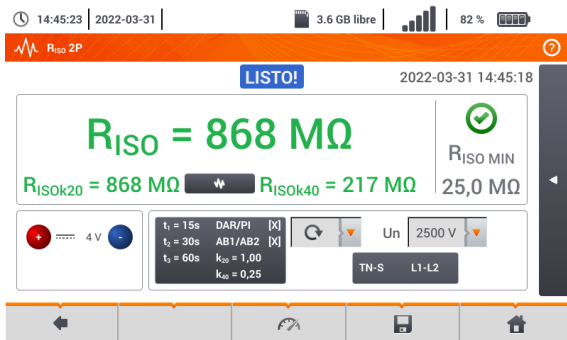 14:45:23 2022-03-31 3.6 GB libre 82 %
RISO 2P ?
LISTO! 2022-03-31 14:45:18
RISO = 868 MΩ
RISO MIN
25,0 MΩ
RISOk20 = 868 MΩ RISOk40 = 217 MΩ
+ 4 V -
t₁ = 15s DAR/PI [X]
t₂ = 30s AB1/AB2 [X]
t₃ = 60s k₂₀ = 1,00
k₄₀ = 0,25
Un 2500 V
TN-S L1-L2